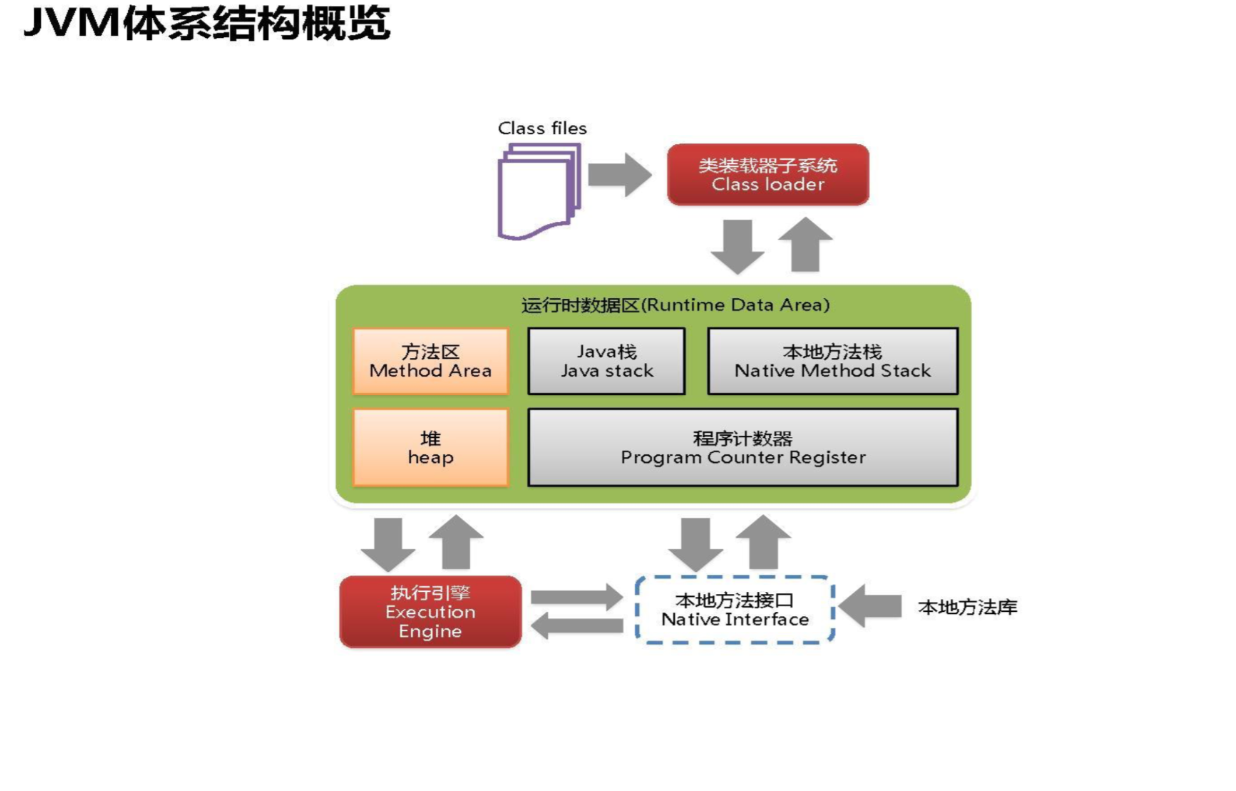 JVM体系结构概览
Class files
类装载器子系统
Class loader
运行时数据区(Runtime Data Area)
方法区
Method Area
Java栈
Java stack
本地方法栈
Native Method Stack
堆
heap
程序计数器
Program Counter Register
执行引擎
Execution
Engine
本地方法接口
Native Interface
本地方法库